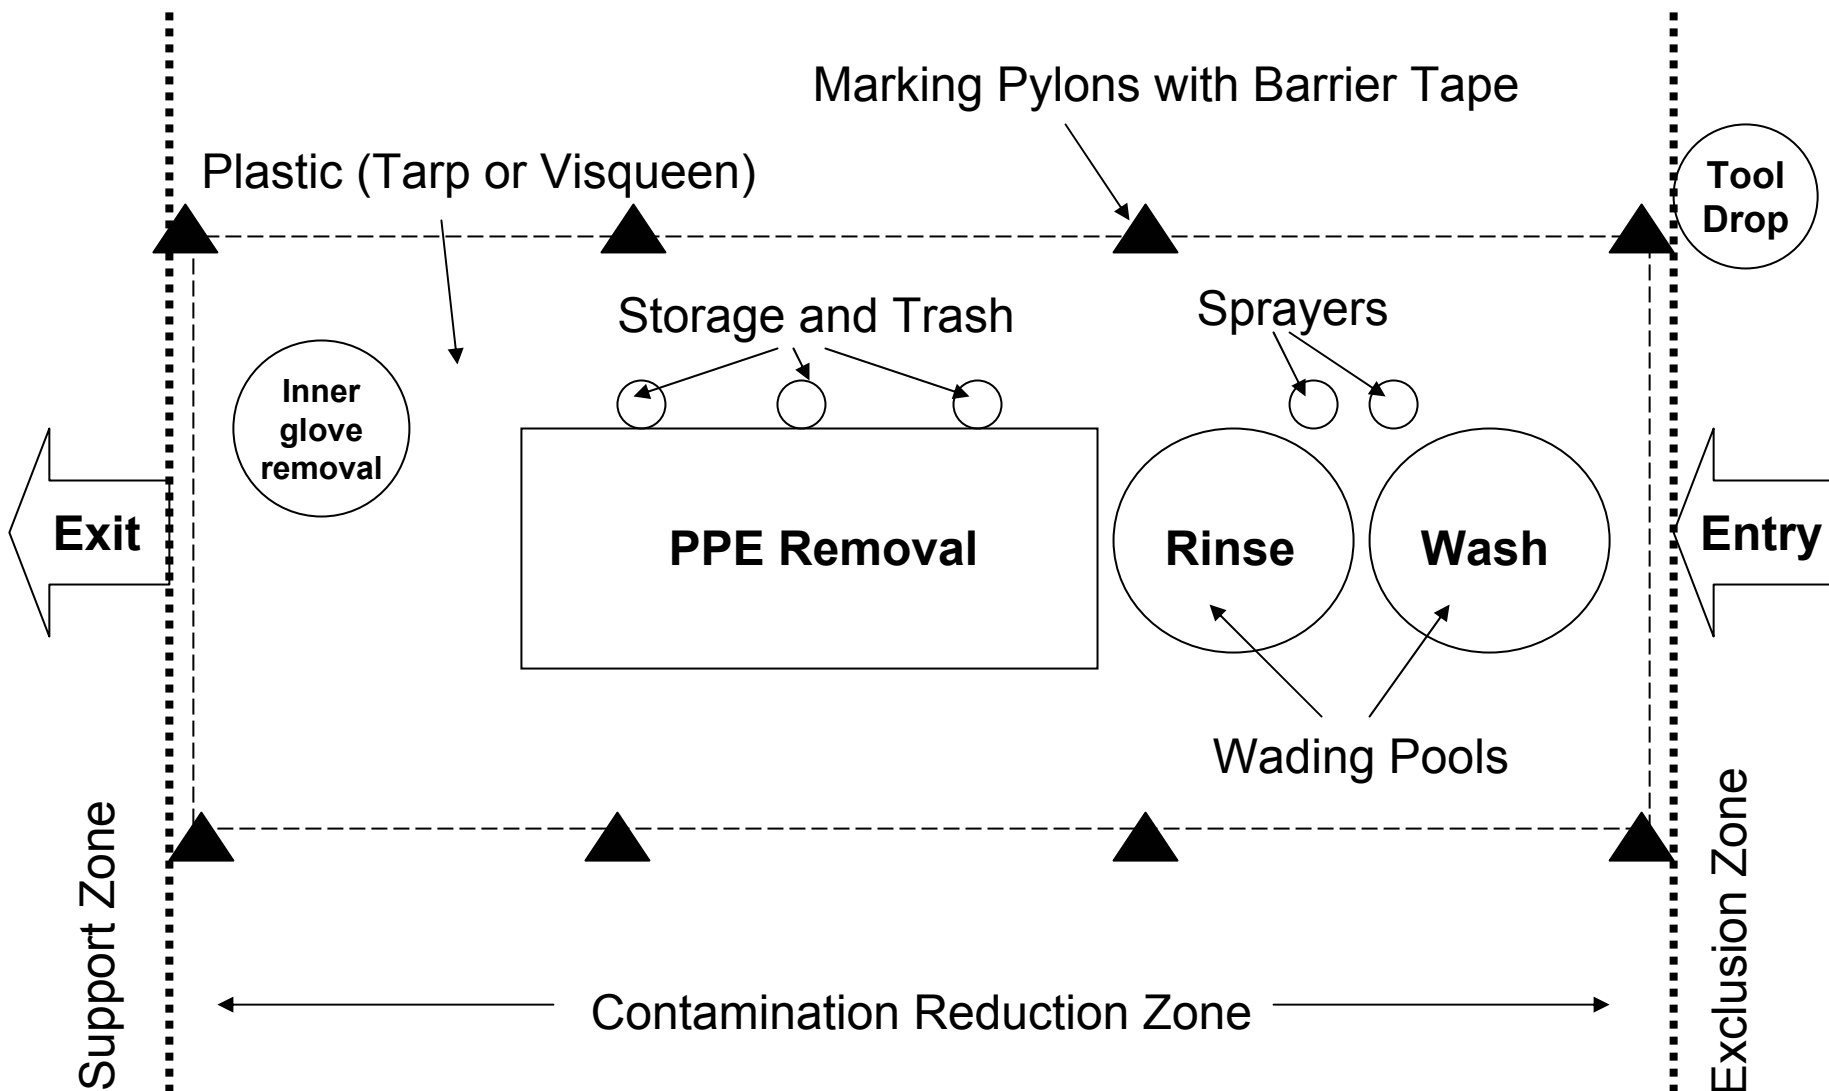 Marking Pylons with Barrier Tape
Plastic (Tarp or Visqueen)
Tool
Drop
Storage and Trash
Sprayers
Inner
glove
removal
Exit
PPE Removal
Rinse
Wash
Entry
Wading Pools
Support Zone
Contamination Reduction Zone
Exclusion Zone